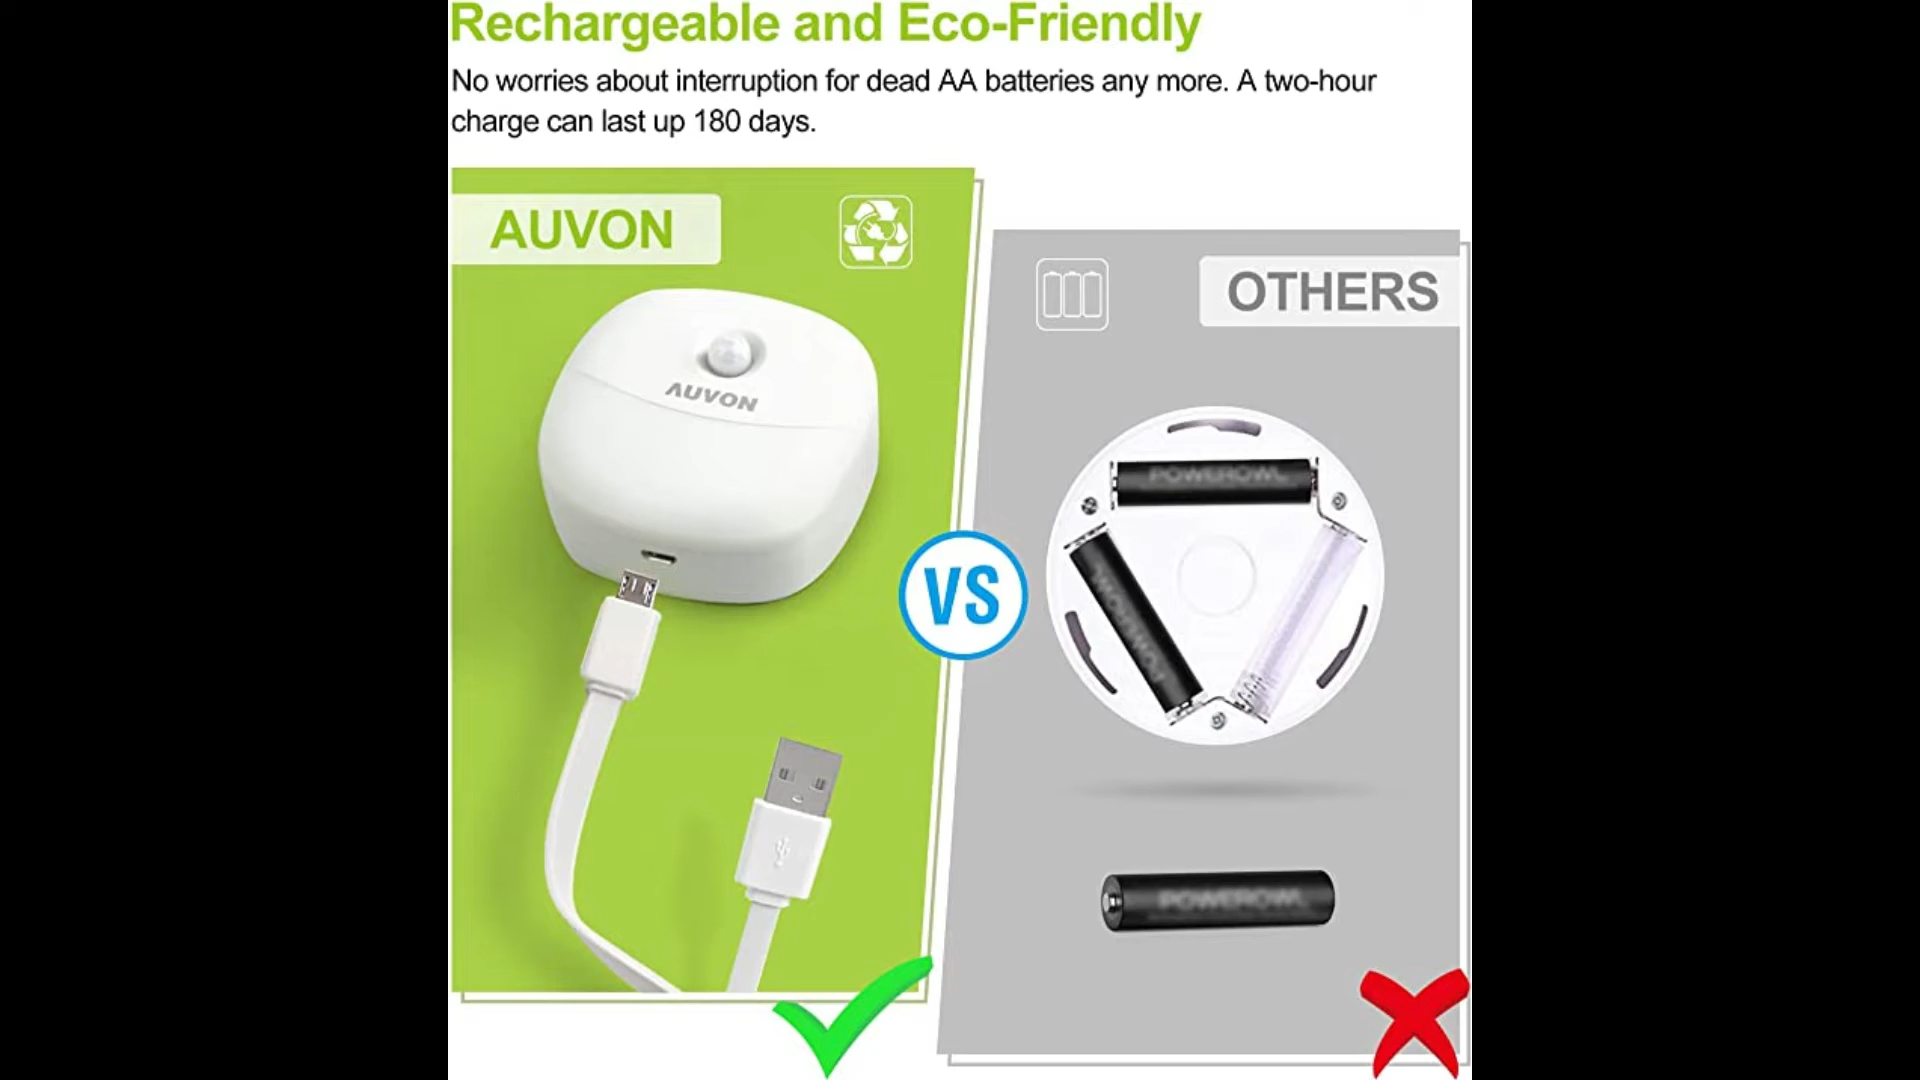 Rechargeable and Eco-Friendly
No worries about interruption for dead AA batteries any more. A two-hour
charge can last up 180 days.
AUVON
OTHERS
AUVON
POWEROWL
VS
POWEROWL
POWEROWL